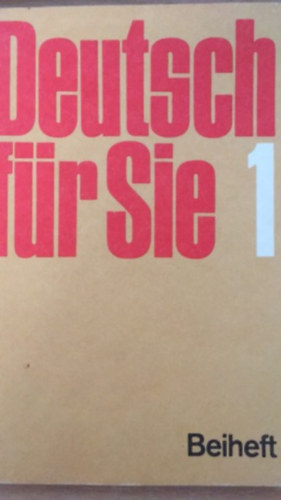 Deutsch
für Sie 1
Beiheft